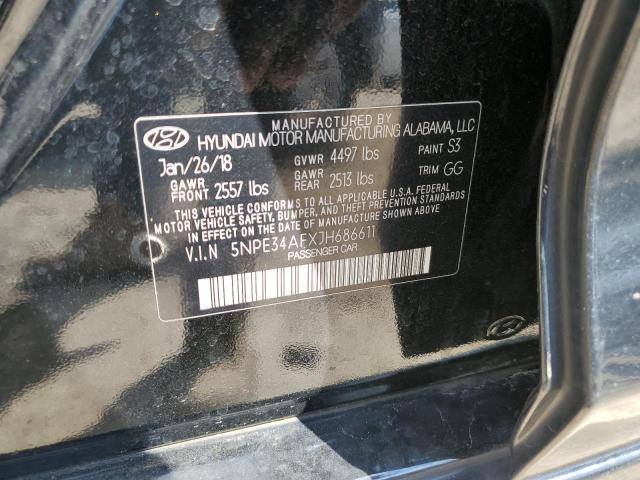 MANUFACTURED BY
HYUNDAI MOTOR MANUFACTURING ALABAMA, LLC
Jan/26/18 GVWR 4497 lbs PAINT S3
GAWR FRONT 2557 lbs GAWR REAR 2513 lbs TRIM GG
THIS VEHICLE CONFORMS TO ALL APPLICABLE U.S.A. FEDERAL
MOTOR VEHICLE SAFETY, BUMPER, AND THEFT PREVENTION STANDARDS
IN EFFECT ON THE DATE OF MANUFACTURE SHOWN ABOVE.
V.I.N 5NPE34AFXJH686611
PASSENGER CAR